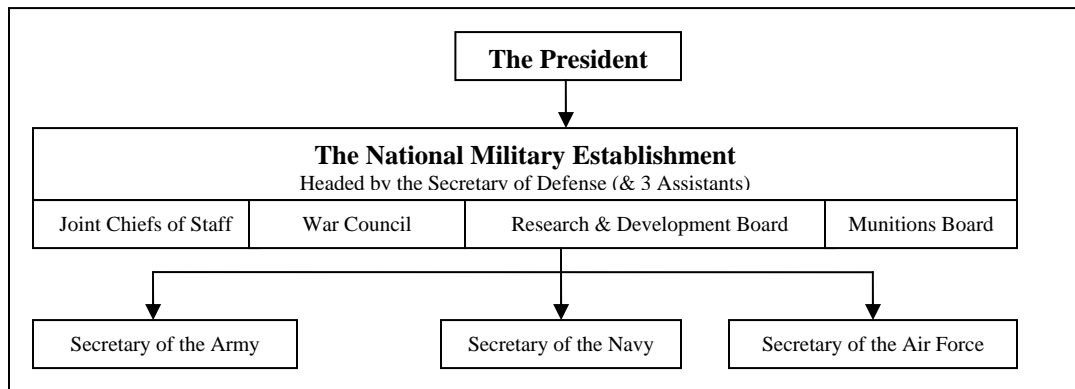 The President
The National Military Establishment
Headed by the Secretary of Defense (& 3 Assistants)
Joint Chiefs of Staff
War Council
Research & Development Board
Munitions Board
Secretary of the Army
Secretary of the Navy
Secretary of the Air Force